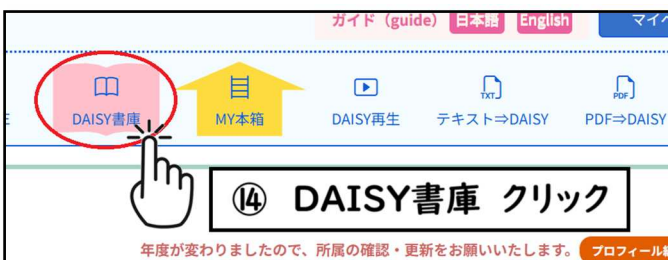 ガイド（guide） 日本語 English マイペ
DAISY書庫 MY本箱 DAISY再生 テキスト⇒DAISY PDF⇒DAISY
TXT PDF
⑭ DAISY書庫 クリック
年度が変わりましたので、所属の確認・更新をお願いいたします。 プロフィール